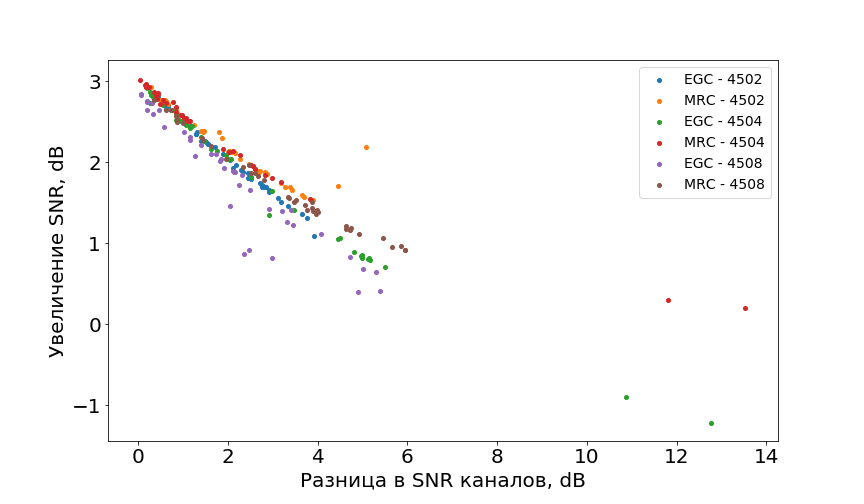 EGC - 4502
MRC - 4502
EGC - 4504
MRC - 4504
EGC - 4508
MRC - 4508
Увеличение SNR, dB
3
2
1
0
−1
0 2 4 6 8 10 12 14
Разница в SNR каналов, dB